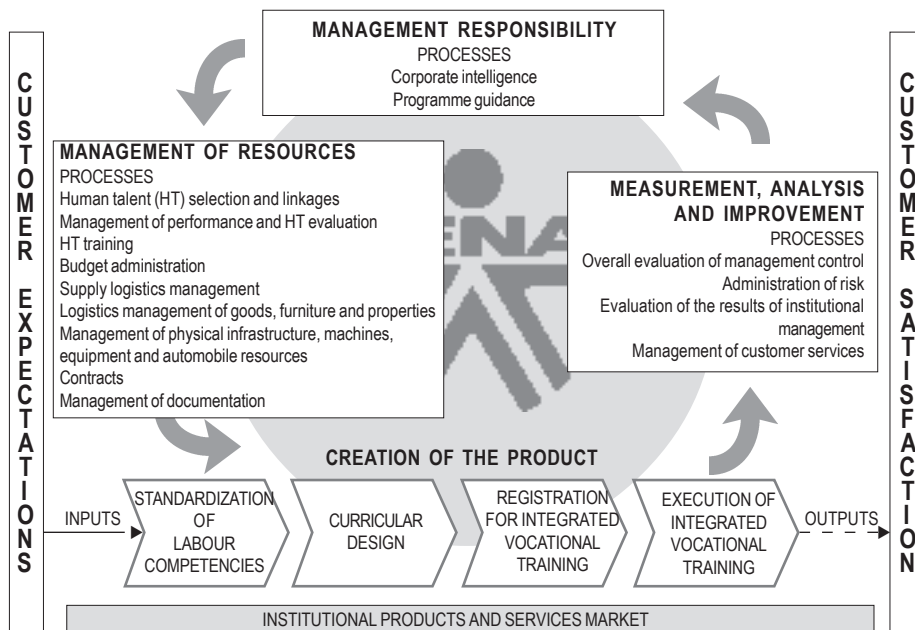 CUSTOMER EXPECTATIONS
MANAGEMENT RESPONSIBILITY
PROCESSES
Corporate intelligence
Programme guidance
MANAGEMENT OF RESOURCES
PROCESSES
Human talent (HT) selection and linkages
Management of performance and HT evaluation
HT training
Budget administration
Supply logistics management
Logistics management of goods, furniture and properties
Management of physical infrastructure, machines,
equipment and automobile resources
Contracts
Management of documentation
MEASUREMENT, ANALYSIS
AND IMPROVEMENT
PROCESSES
Overall evaluation of management control
Administration of risk
Evaluation of the results of institutional
management
Management of customer services
ENA
CREATION OF THE PRODUCT
INPUTS
STANDARDIZATION
OF
LABOUR
COMPETENCIES
CURRICULAR
DESIGN
REGISTRATION
FOR INTEGRATED
VOCATIONAL
TRAINING
EXECUTION OF
INTEGRATED
VOCATIONAL
TRAINING
OUTPUTS
CUSTOMER SATISFACTION
INSTITUTIONAL PRODUCTS AND SERVICES MARKET